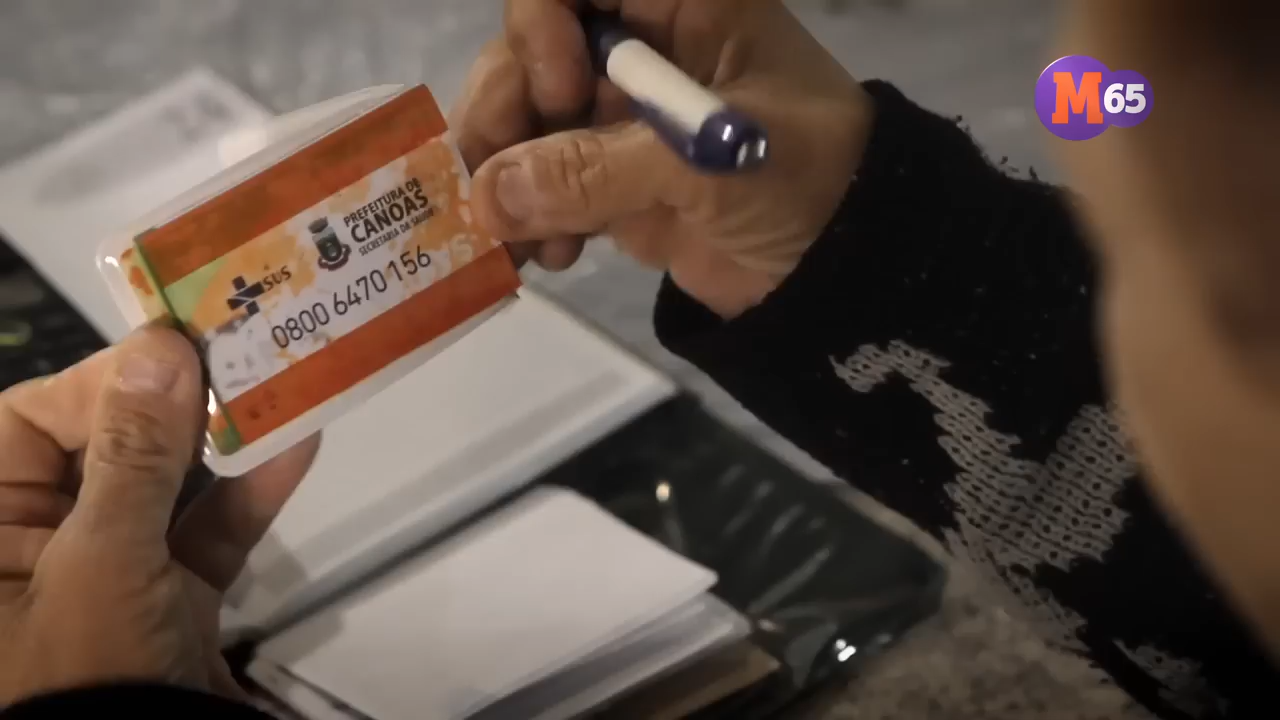 M65
PREFEITURA DE
CANOAS
SECRETARIA DA SAÚDE
SUS
0800 6470 156